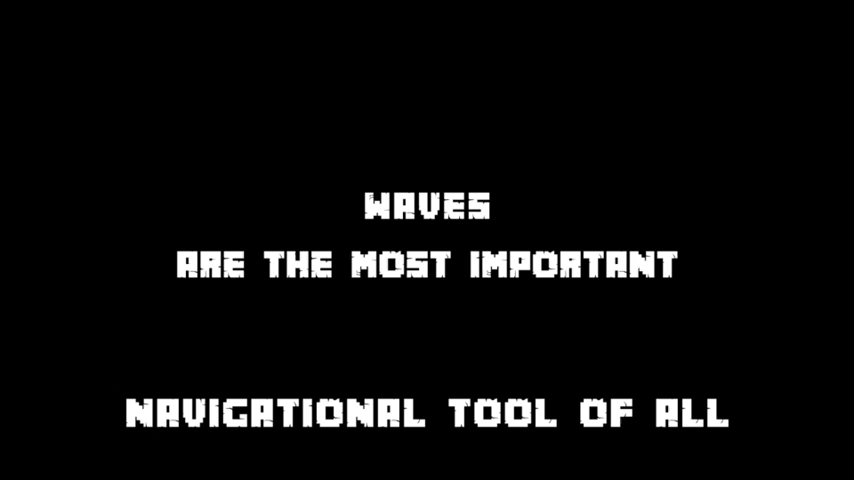 WAVES
ARE THE MOST IMPORTANT
NAVIGATIONAL TOOL OF ALL